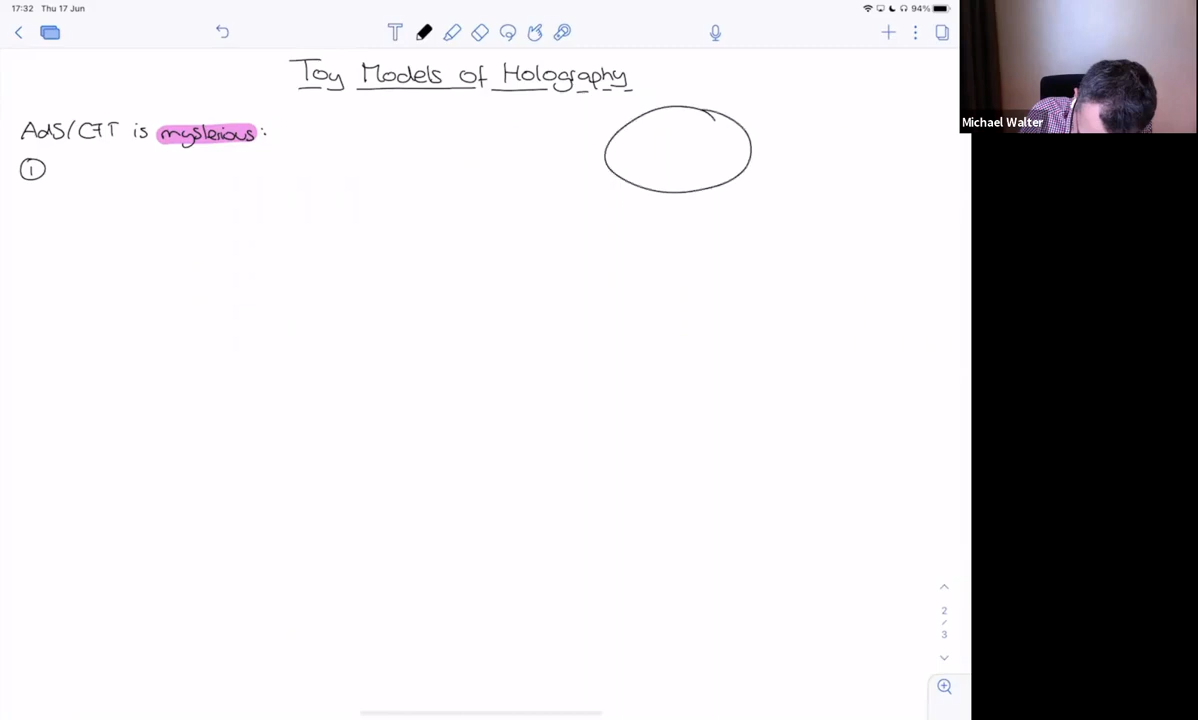 17:32 Thu 17 Jun
94%
T
Toy Models of Holography
AdS/CFT is mysterious:
①
Michael Walter
2
/
3